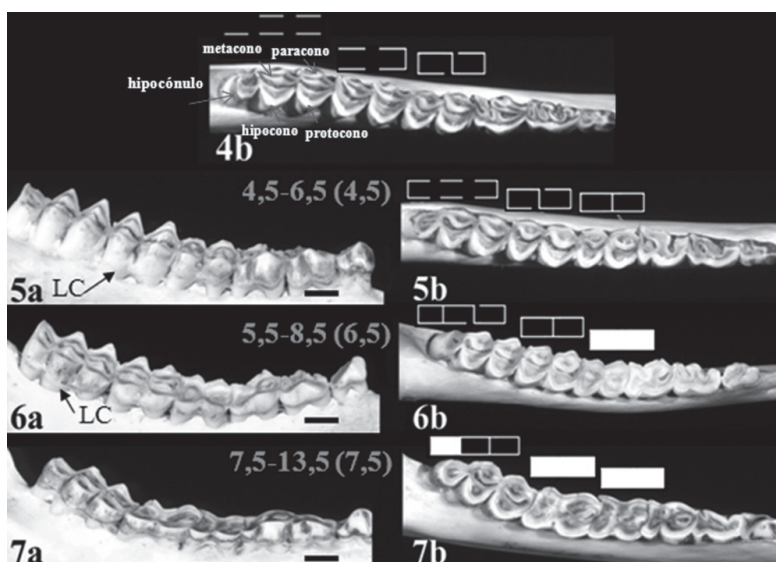 metacono paracono
hipocónulo
hipocono protocono
4b
4,5-6,5 (4,5)
LC
5a
5b
5,5-8,5 (6,5)
LC
6a
6b
7,5-13,5 (7,5)
7a
7b